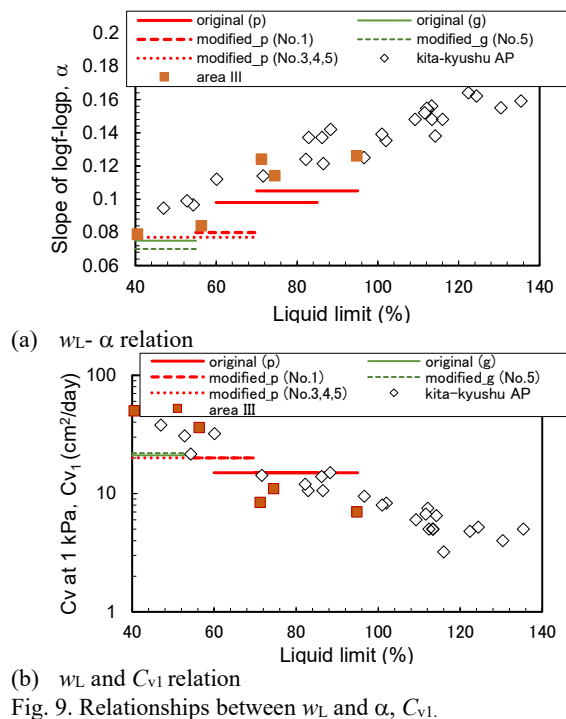 original (p)
original (g)
modified_p (No.1)
modified_g (No.5)
modified_p (No.3,4,5)
kita-kyushu AP
area III
0.2
0.18
0.16
0.14
0.12
0.1
0.08
0.06
Slope of logf-logp, α
40 60 80 100 120 140
Liquid limit (%)
(a) wL- α relation
original (p)
original (g)
modified_p (No.1)
modified_g (No.5)
modified_p (No.3,4,5)
kita-kyushu AP
area III
100
10
1
Cv at 1 kPa, Cv1 (cm²/day)
40 60 80 100 120 140
Liquid limit (%)
(b) wL and Cv1 relation
Fig. 9. Relationships between wL and α, Cv1.